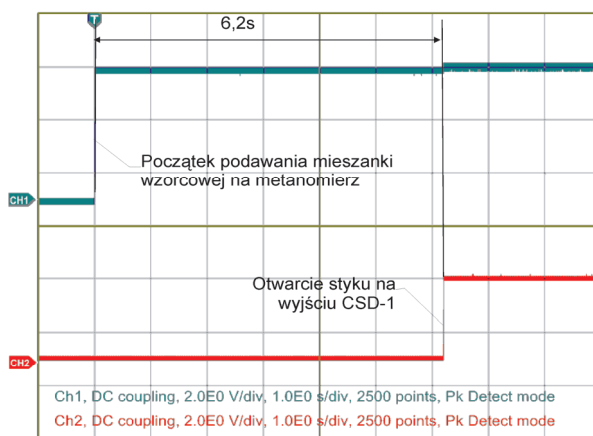 T
6,2s
Początek podawania mieszanki
wzorcowej na metanomierz
CH1
Otwarcie styku na
wyjściu CSD-1
CH2
Ch1, DC coupling, 2.0E0 V/div, 1.0E0 s/div, 2500 points, Pk Detect mode
Ch2, DC coupling, 2.0E0 V/div, 1.0E0 s/div, 2500 points, Pk Detect mode